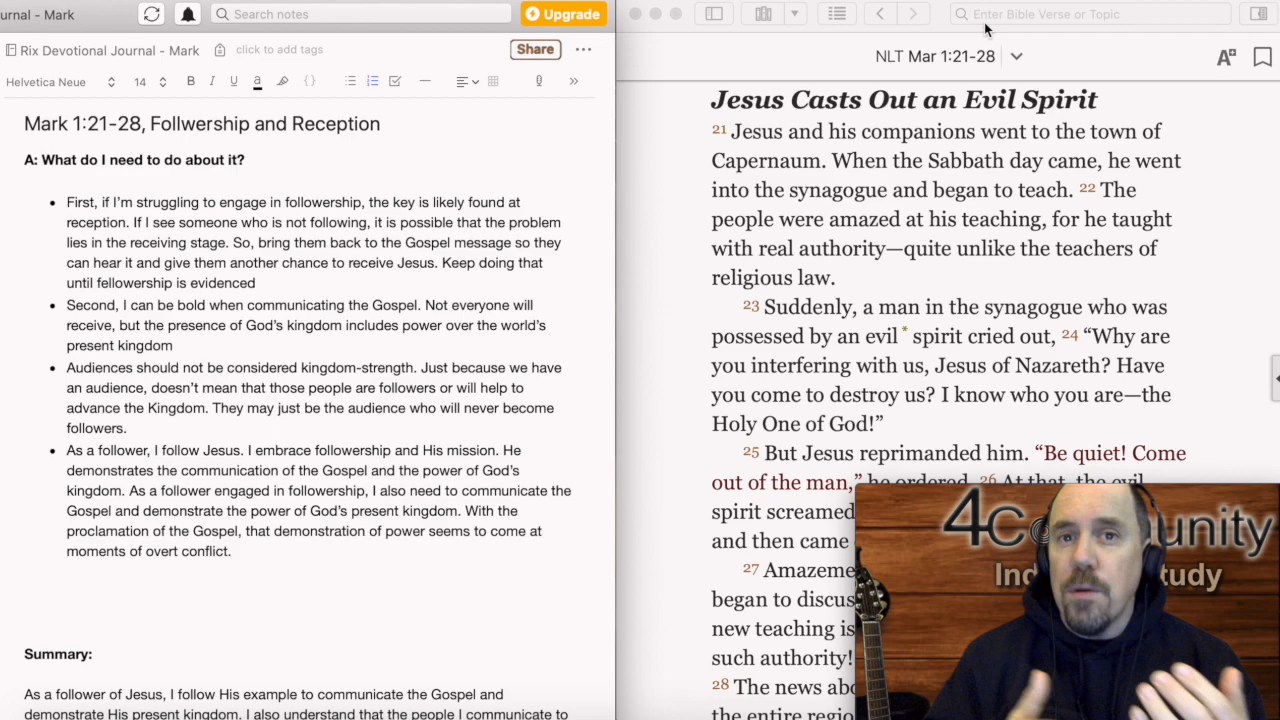 urnal - Mark
Search notes
Upgrade
Rix Devotional Journal - Mark
click to add tags
Share
Helvetica Neue
14
B I U a
Mark 1:21-28, Follwership and Reception
A: What do I need to do about it?
First, if I'm struggling to engage in followership, the key is likely found at
reception. If I see someone who is not following, it is possible that the problem
lies in the receiving stage. So, bring them back to the Gospel message so they
can hear it and give them another chance to receive Jesus. Keep doing that
until fellowership is evidenced
Second, I can be bold when communicating the Gospel. Not everyone will
receive, but the presence of God's kingdom includes power over the world's
present kingdom
Audiences should not be considered kingdom-strength. Just because we have
an audience, doesn't mean that those people are followers or will help to
advance the Kingdom. They may just be the audience who will never become
followers.
As a follower, I follow Jesus. I embrace followership and His mission. He
demonstrates the communication of the Gospel and the power of God's
kingdom. As a follower engaged in followership, I also need to communicate the
Gospel and demonstrate the power of God's present kingdom. With the
proclamation of the Gospel, that demonstration of power seems to come at
moments of overt conflict.
Summary:
As a follower of Jesus, I follow His example to communicate the Gospel and
demonstrate His present kingdom. I also understand that the people I communicate to
Enter Bible Verse or Topic
NLT Mar 1:21-28
A
Jesus Casts Out an Evil Spirit
21 Jesus and his companions went to the town of
Capernaum. When the Sabbath day came, he went
into the synagogue and began to teach. 22 The
people were amazed at his teaching, for he taught
with real authority—quite unlike the teachers of
religious law.
23 Suddenly, a man in the synagogue who was
possessed by an evil * spirit cried out, 24 “Why are
you interfering with us, Jesus of Nazareth? Have
you come to destroy us? I know who you are—the
Holy One of God!”
25 But Jesus reprimanded him. “Be quiet! Come
out of the man,” he ordered. 26 At that, the evil
spirit screamed
and then came
27 Amazeme
began to discus
new teaching is
such authority!
28 The news abo
the entire regio
4Co unity
Ind tudy